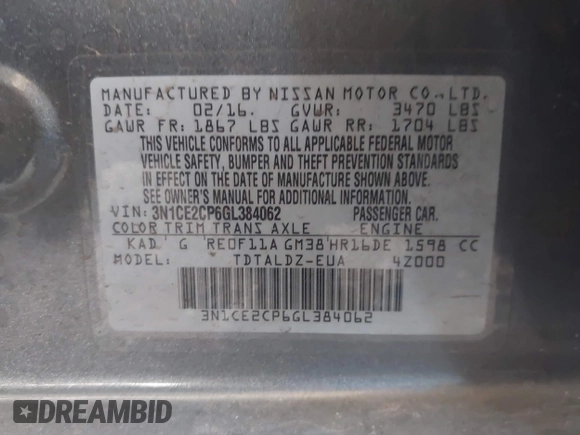 MANUFACTURED BY NISSAN MOTOR CO.,LTD.
DATE: 02/16. GVWR: 3470 LBS
GAWR FR: 1867 LBS GAWR RR: 1704 LBS
THIS VEHICLE CONFORMS TO ALL APPLICABLE FEDERAL MOTOR
VEHICLE SAFETY, BUMPER AND THEFT PREVENTION STANDARDS
IN EFFECT ON THE DATE OF MANUFACTURE SHOWN ABOVE.
SEE OWNER'S MANUAL FOR ADDITIONAL INFORMATION.
VIN: 3N1CE2CP6GL384062 PASSENGER CAR.
COLOR TRIM TRANS AXLE ENGINE
KAD G RE0F11A GM38 HR16DE 1598 CC
MODEL: TDTALDZ-EUA 4Z000
3N1CE2CP6GL384062
DREAMBID